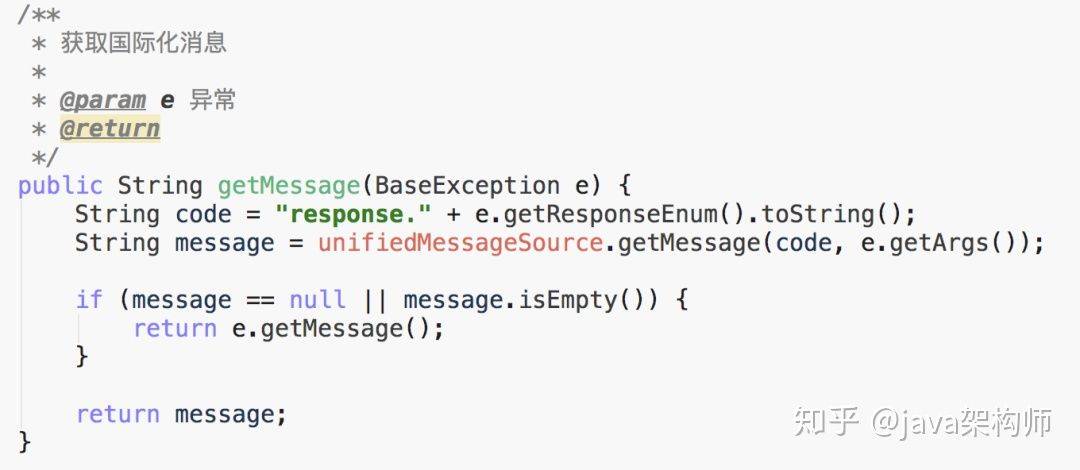 /**
 * 获取国际化消息
 *
 * @param e 异常
 * @return
 */
public String getMessage(BaseException e) {
    String code = "response." + e.getResponseEnum().toString();
    String message = unifiedMessageSource.getMessage(code, e.getArgs());

    if (message == null || message.isEmpty()) {
        return e.getMessage();
    }

    return message;
}
知乎 @java架构师